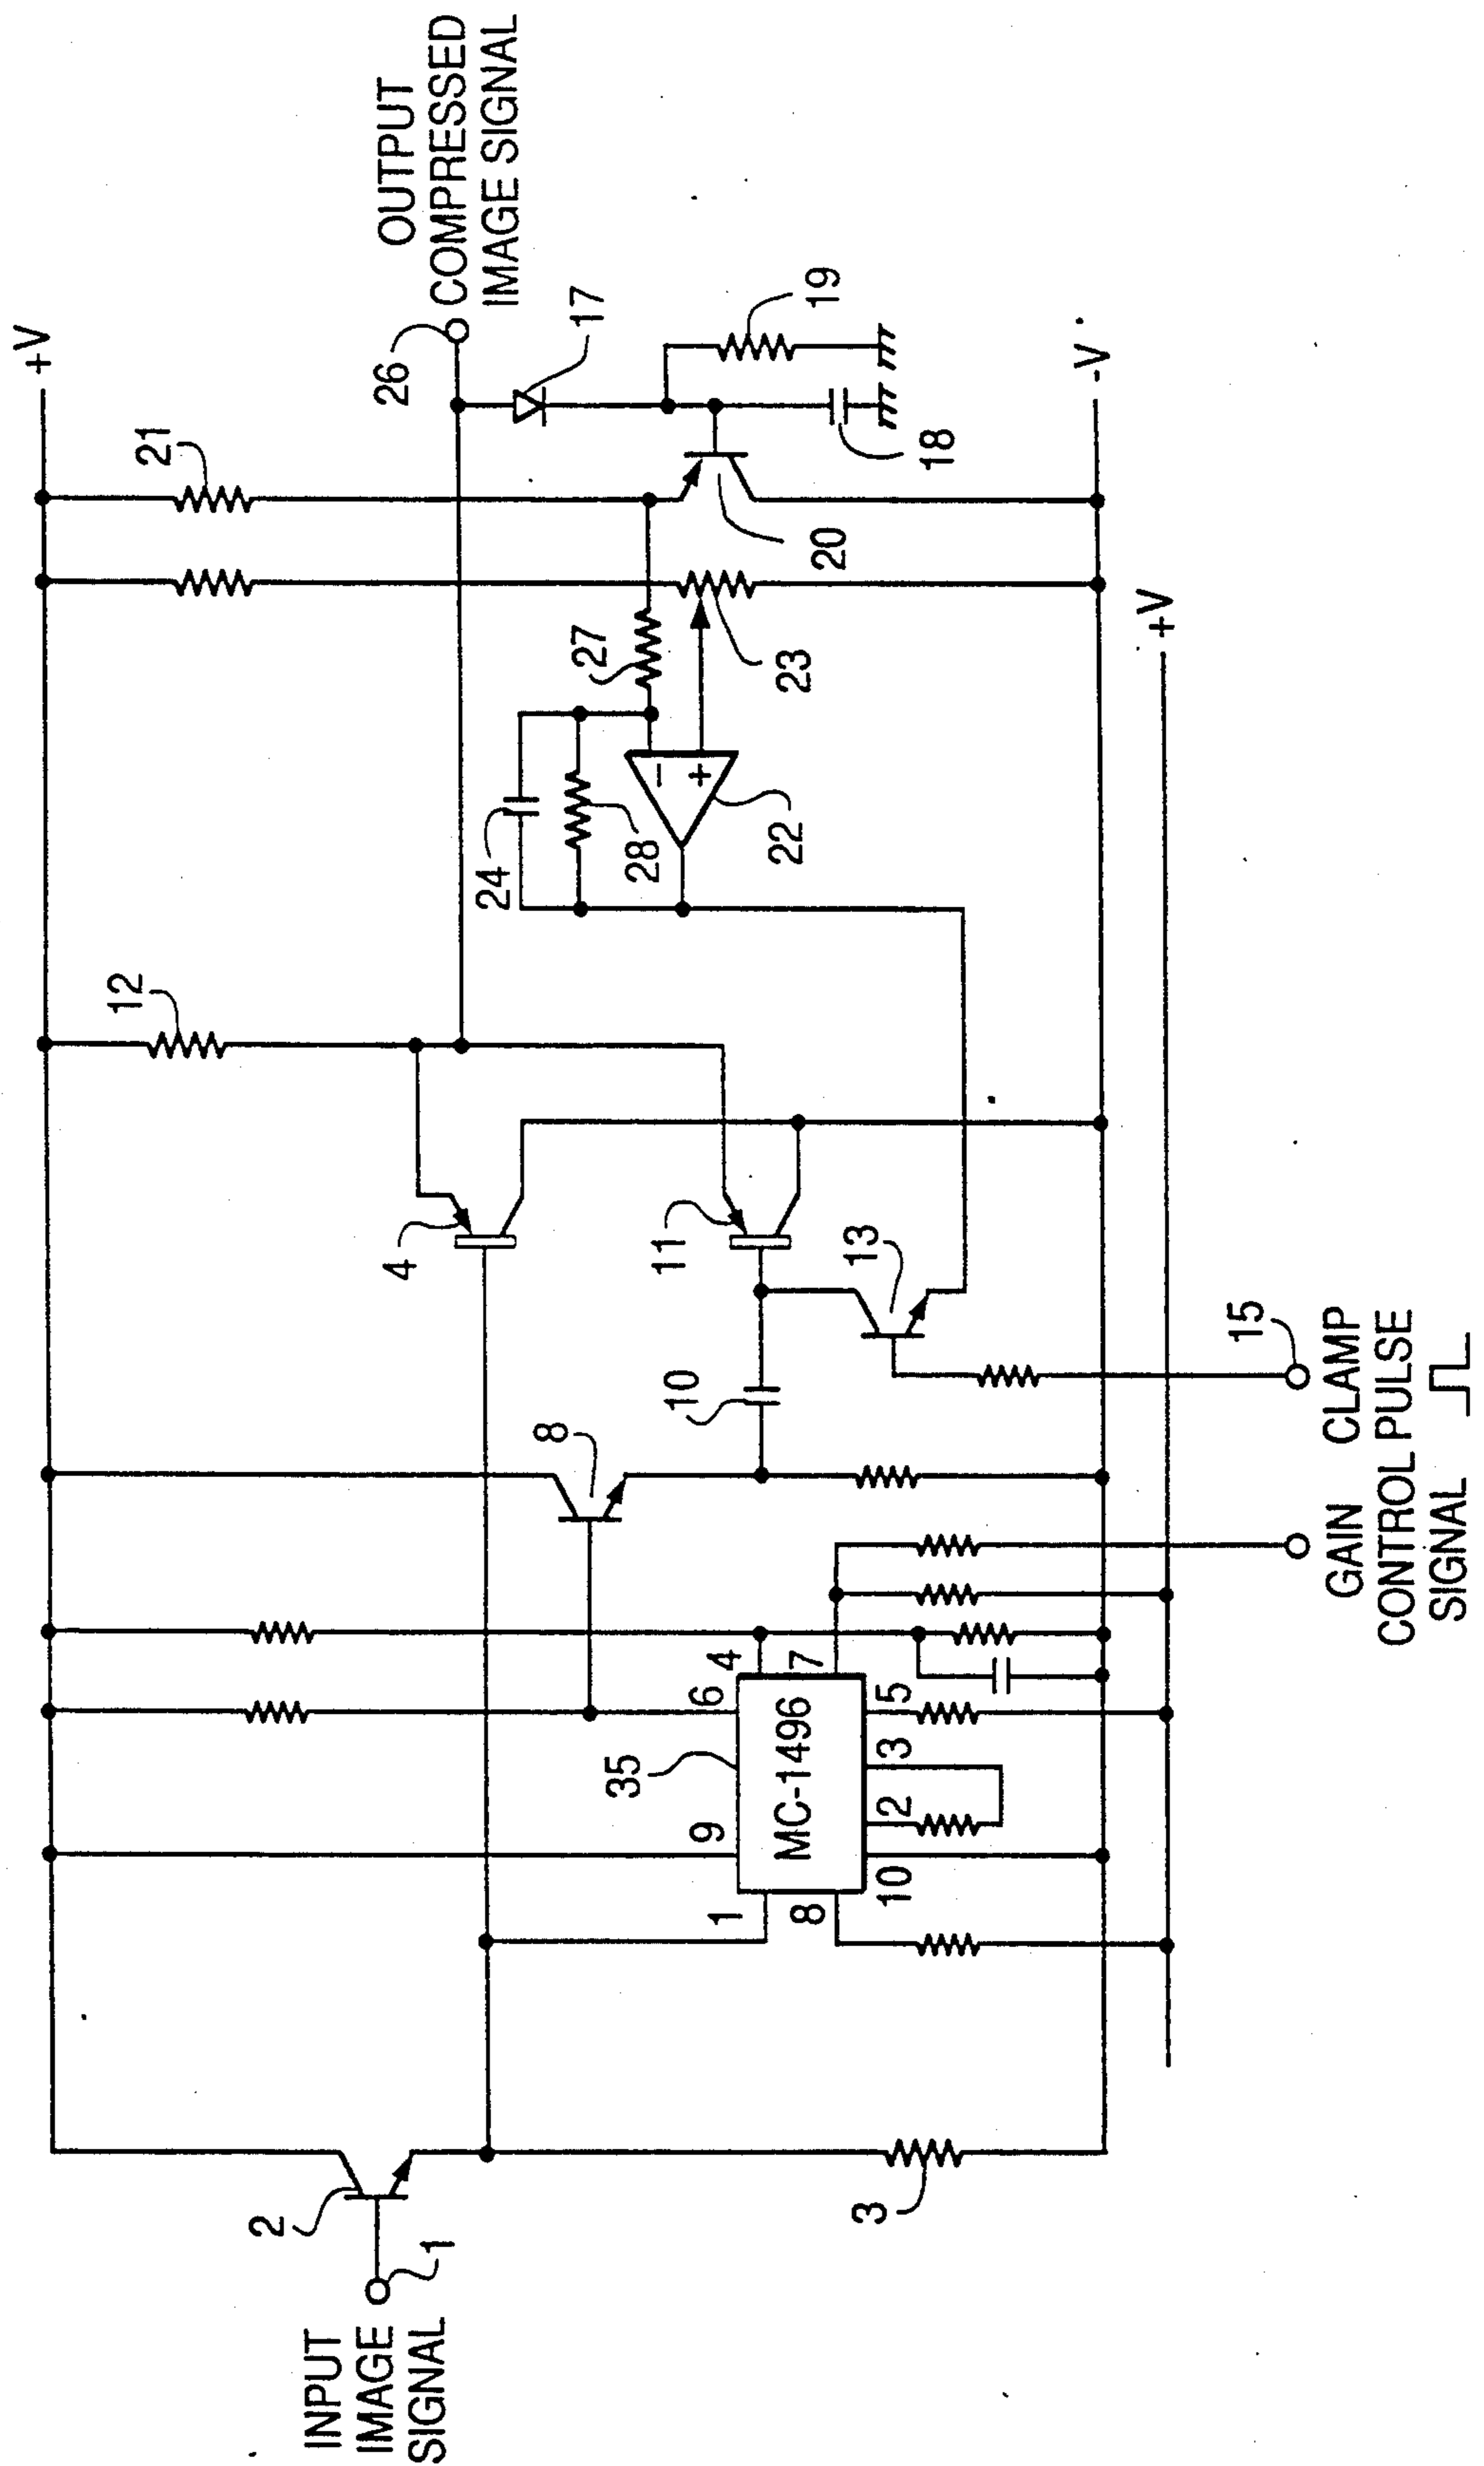 +V
21
12
26
OUTPUT
COMPRESSED
IMAGE SIGNAL
17
19
18
20
-V
27
23
24
28
22
+V
4
11
13
8
10
15
CLAMP
PULSE
GAIN
CONTROL
SIGNAL
35
9
6
4
7
1
8
MC-1496
10
2
3
5
2
1
3
INPUT
IMAGE
SIGNAL
-
+